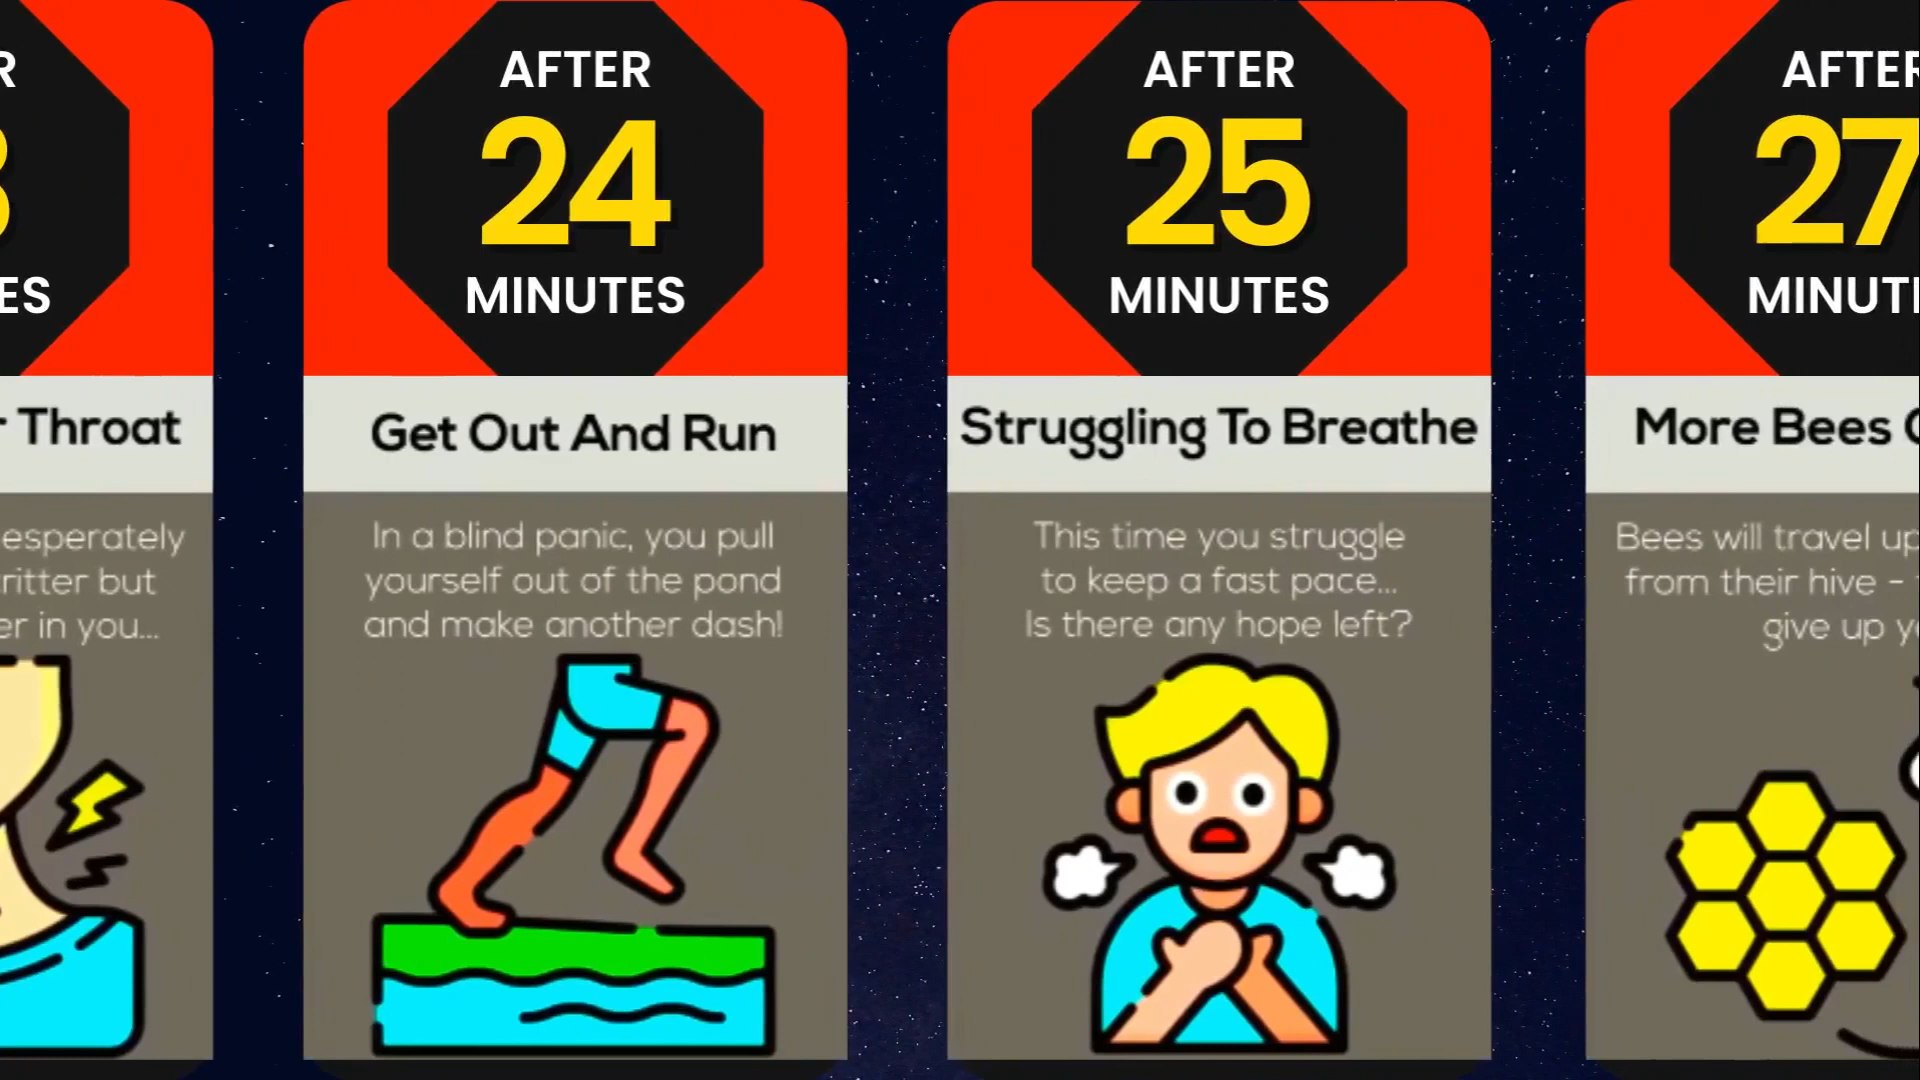 Throat
esperately
ritter but
er in you...
AFTER
24
MINUTES
Get Out And Run
In a blind panic, you pull
yourself out of the pond
and make another dash!
AFTER
25
MINUTES
Struggling To Breathe
This time you struggle
to keep a fast pace...
Is there any hope left?
AFTER
27
MINUT
More Bees
Bees will travel up
from their hive -
give up y